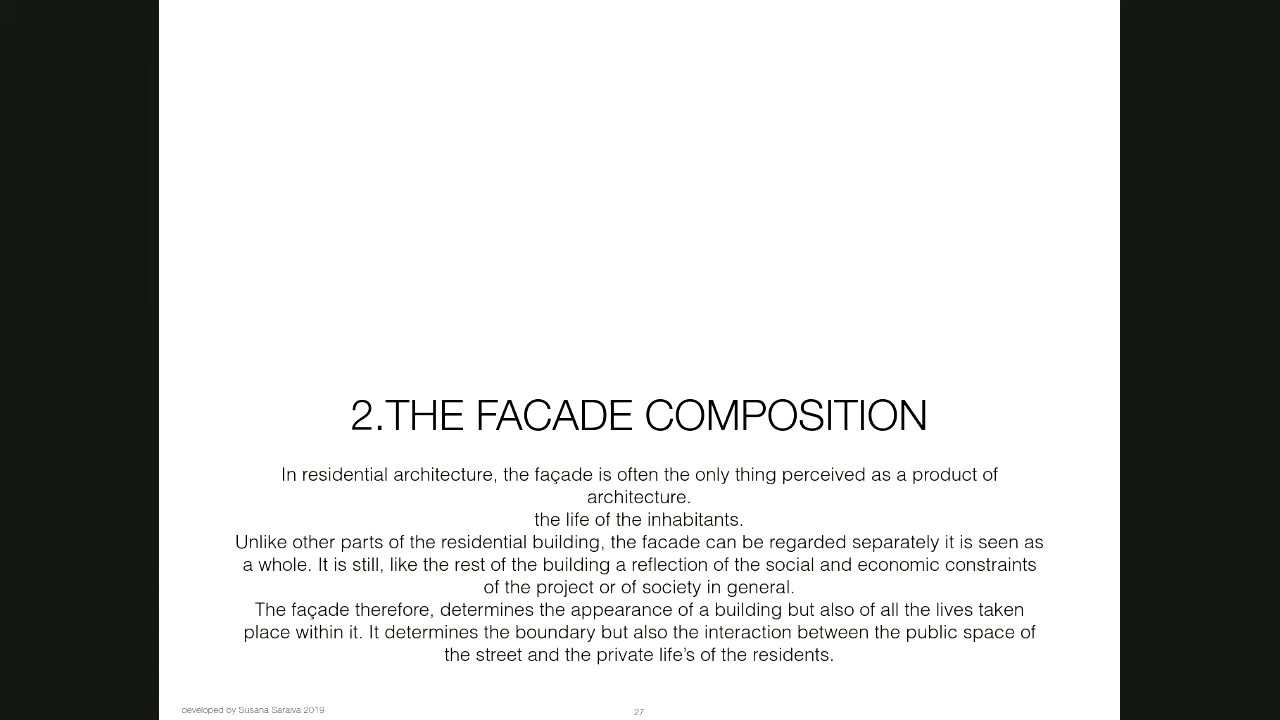 2.THE FACADE COMPOSITION
In residential architecture, the façade is often the only thing perceived as a product of
architecture.
the life of the inhabitants.
Unlike other parts of the residential building, the facade can be regarded separately it is seen as
a whole. It is still, like the rest of the building a reflection of the social and economic constraints
of the project or of society in general.
The façade therefore, determines the appearance of a building but also of all the lives taken
place within it. It determines the boundary but also the interaction between the public space of
the street and the private life's of the residents.
developed by Susana Saraiva 2019
27